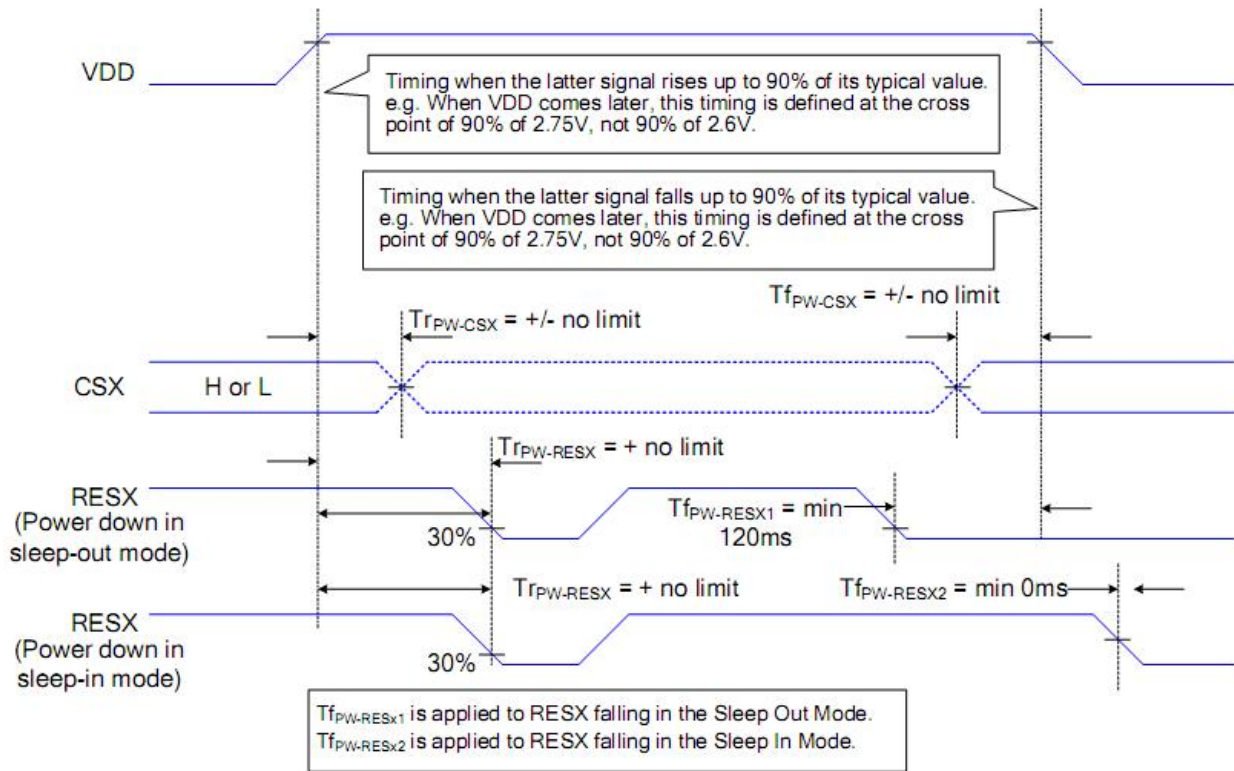 VDD
Timing when the latter signal rises up to 90% of its typical value.
e.g. When VDD comes later, this timing is defined at the cross
point of 90% of 2.75V, not 90% of 2.6V.
Timing when the latter signal falls up to 90% of its typical value.
e.g. When VDD comes later, this timing is defined at the cross
point of 90% of 2.75V, not 90% of 2.6V.
TfPW-CSX = +/- no limit
TrPW-CSX = +/- no limit
CSX
H or L
TrPW-RESX = + no limit
RESX
(Power down in
sleep-out mode)
30%
TfPW-RESX1 = min
120ms
TrPW-RESX = + no limit
TfPW-RESX2 = min 0ms
RESX
(Power down in
sleep-in mode)
30%
TfPW-RESx1 is applied to RESX falling in the Sleep Out Mode.
TfPW-RESx2 is applied to RESX falling in the Sleep In Mode.